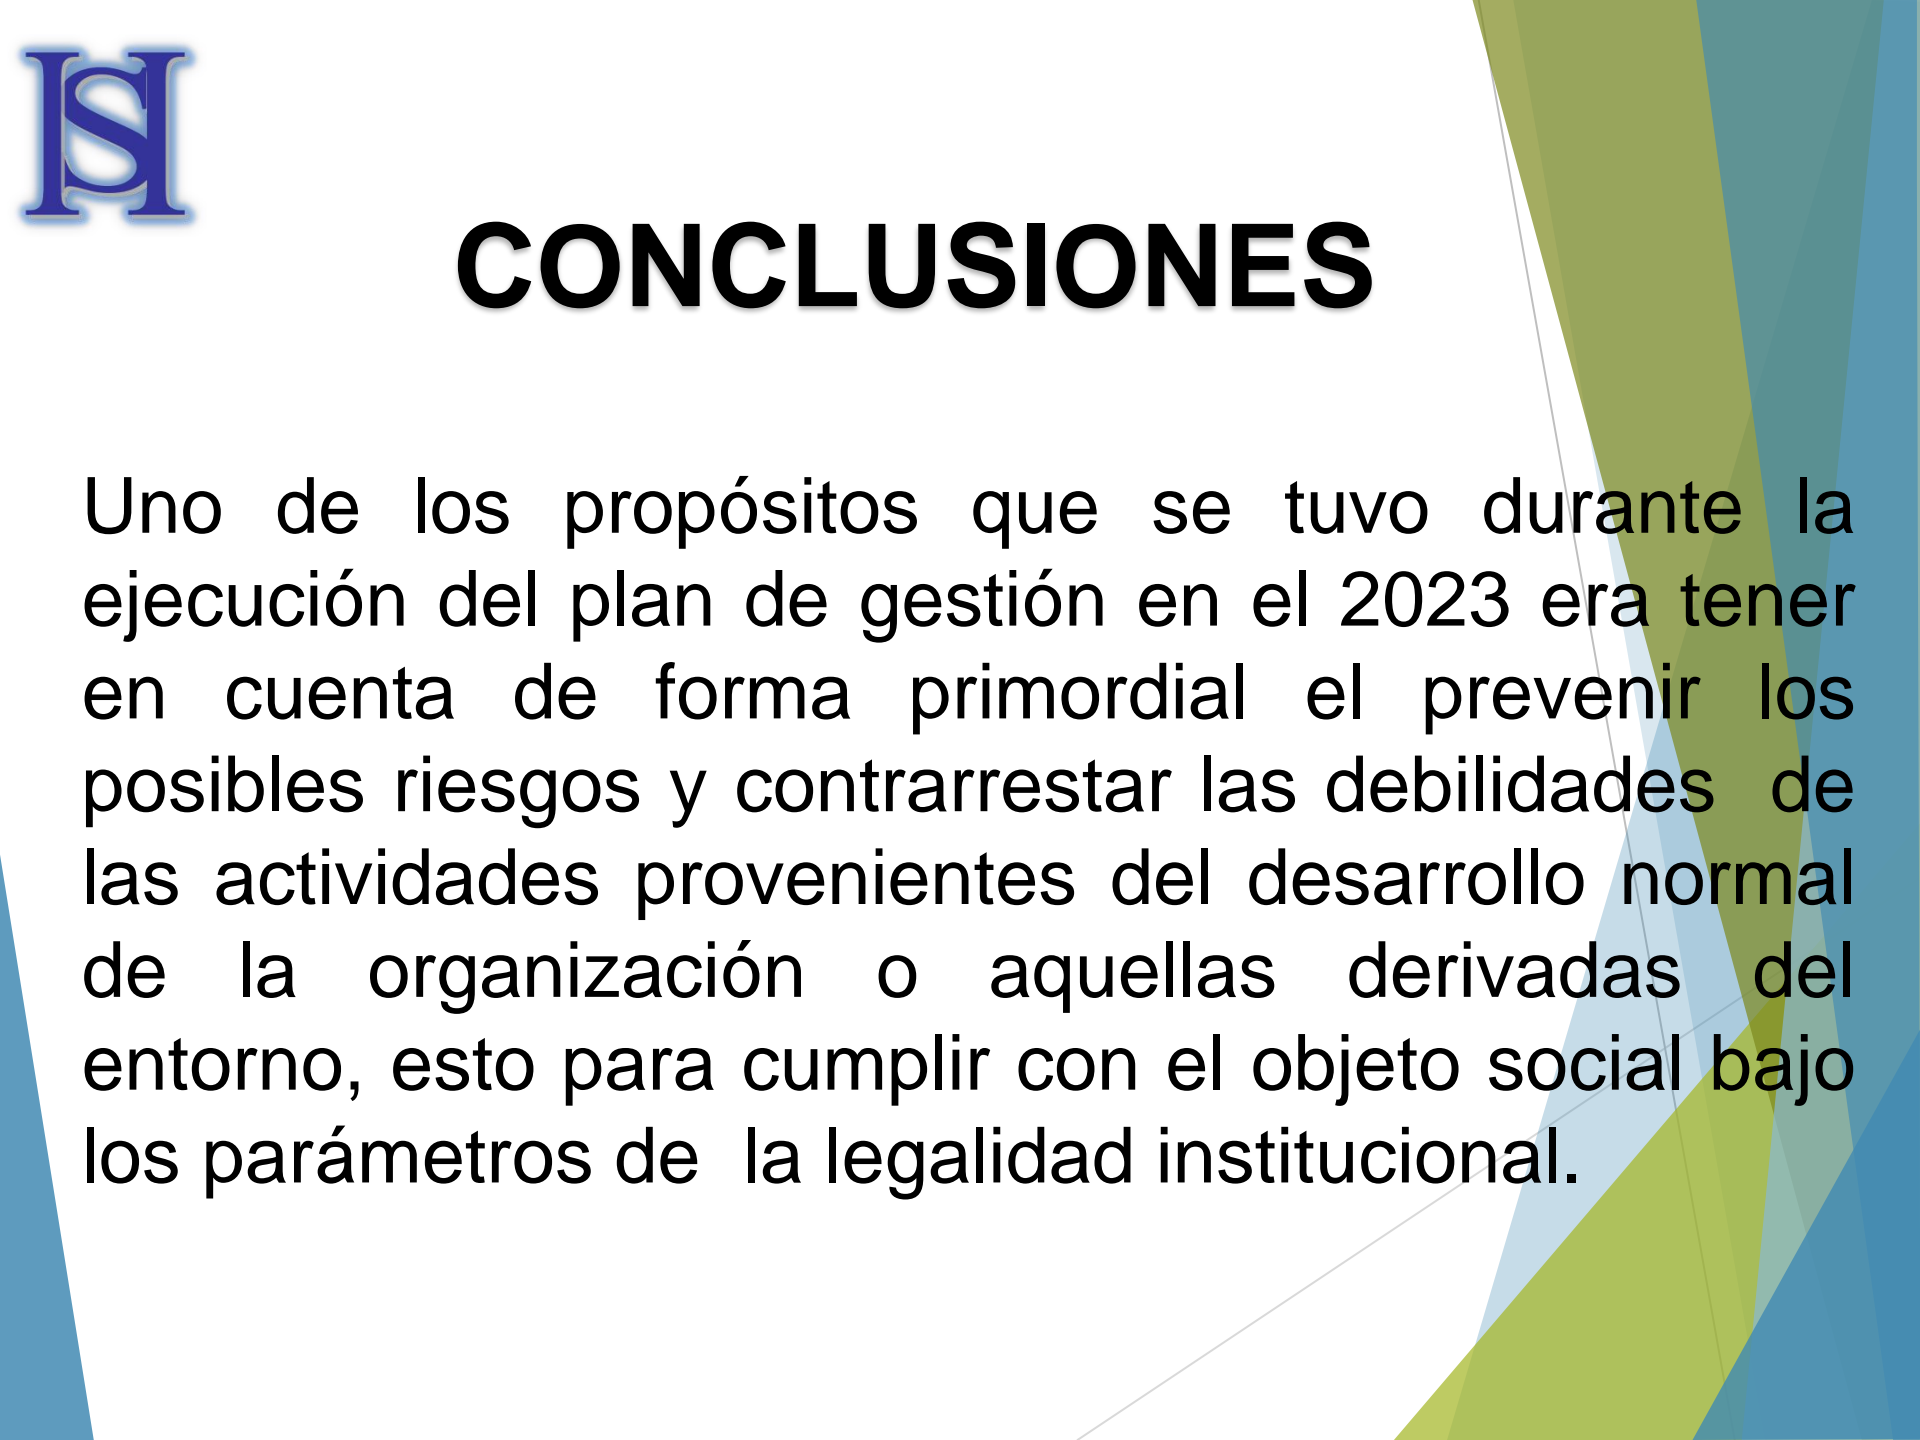 HS
CONCLUSIONES
Uno de los propósitos que se tuvo durante la
ejecución del plan de gestión en el 2023 era tener
en cuenta de forma primordial el prevenir los
posibles riesgos y contrarrestar las debilidades  de
las actividades provenientes del desarrollo normal
de la organización o aquellas derivadas del
entorno, esto para cumplir con el objeto social bajo
los parámetros de  la legalidad institucional.